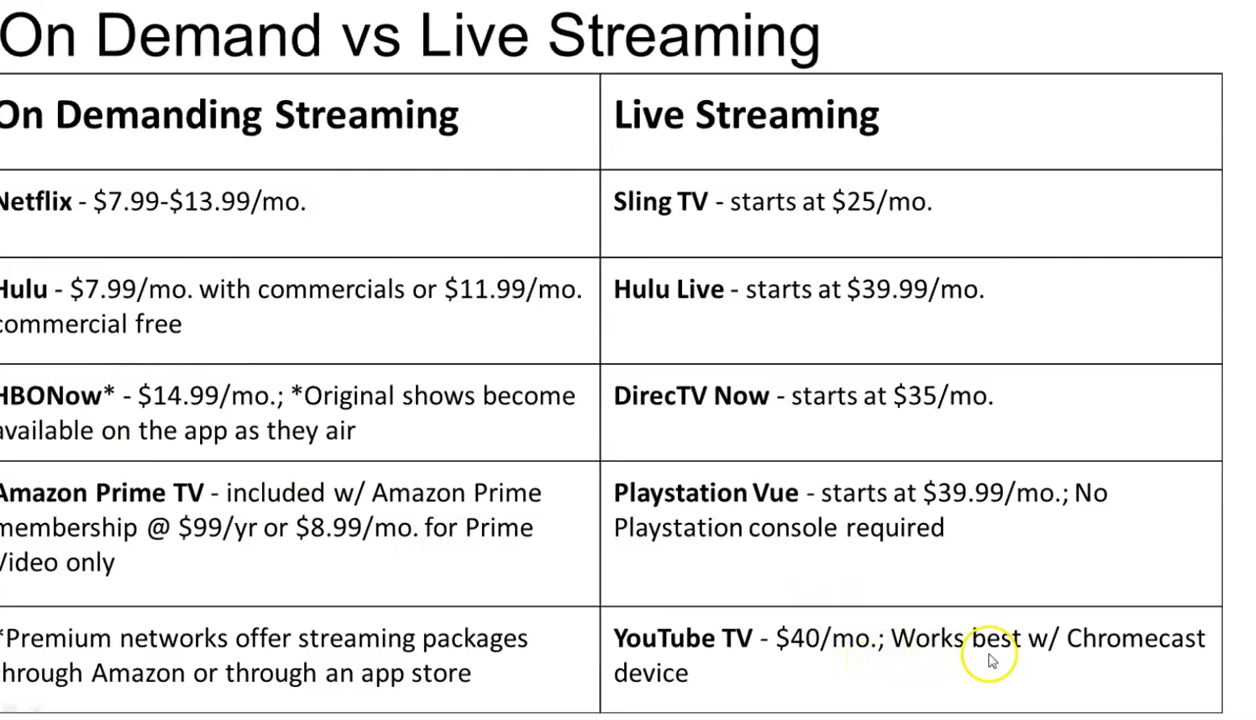 On Demand vs Live Streaming
On Demanding Streaming
Live Streaming
Netflix - $7.99-$13.99/mo.
Sling TV - starts at $25/mo.
Hulu - $7.99/mo. with commercials or $11.99/mo.
commercial free
Hulu Live - starts at $39.99/mo.
HBONow* - $14.99/mo.; *Original shows become
available on the app as they air
DirecTV Now - starts at $35/mo.
Amazon Prime TV - included w/ Amazon Prime
membership @ $99/yr or $8.99/mo. for Prime
Video only
Playstation Vue - starts at $39.99/mo.; No
Playstation console required
*Premium networks offer streaming packages
through Amazon or through an app store
YouTube TV - $40/mo.; Works best w/ Chromecast
device